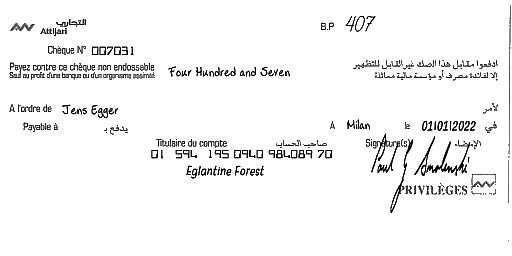 التجاري
Attijari
B.P 407
Chèque N° 007031
Payez contre ce chèque non endossable
Sauf au profit d'une banque ou d'un organisme assimilé
Four Hundred and Seven
ادفعوا مقابل هذا الصك غير القابل للتظهير
إلا لفائدة مصرف أو مؤسسة مالية مماثلة
A l'ordre de Jens Egger لأمر
Payable à يدفع بـ A Milan le 01/01/2022 في
Titulaire du compte صاحب الحساب Signature(s) الإمضاء
01 594 195 0940 984089 70
Eglantine Forest
PRIVILÈGES